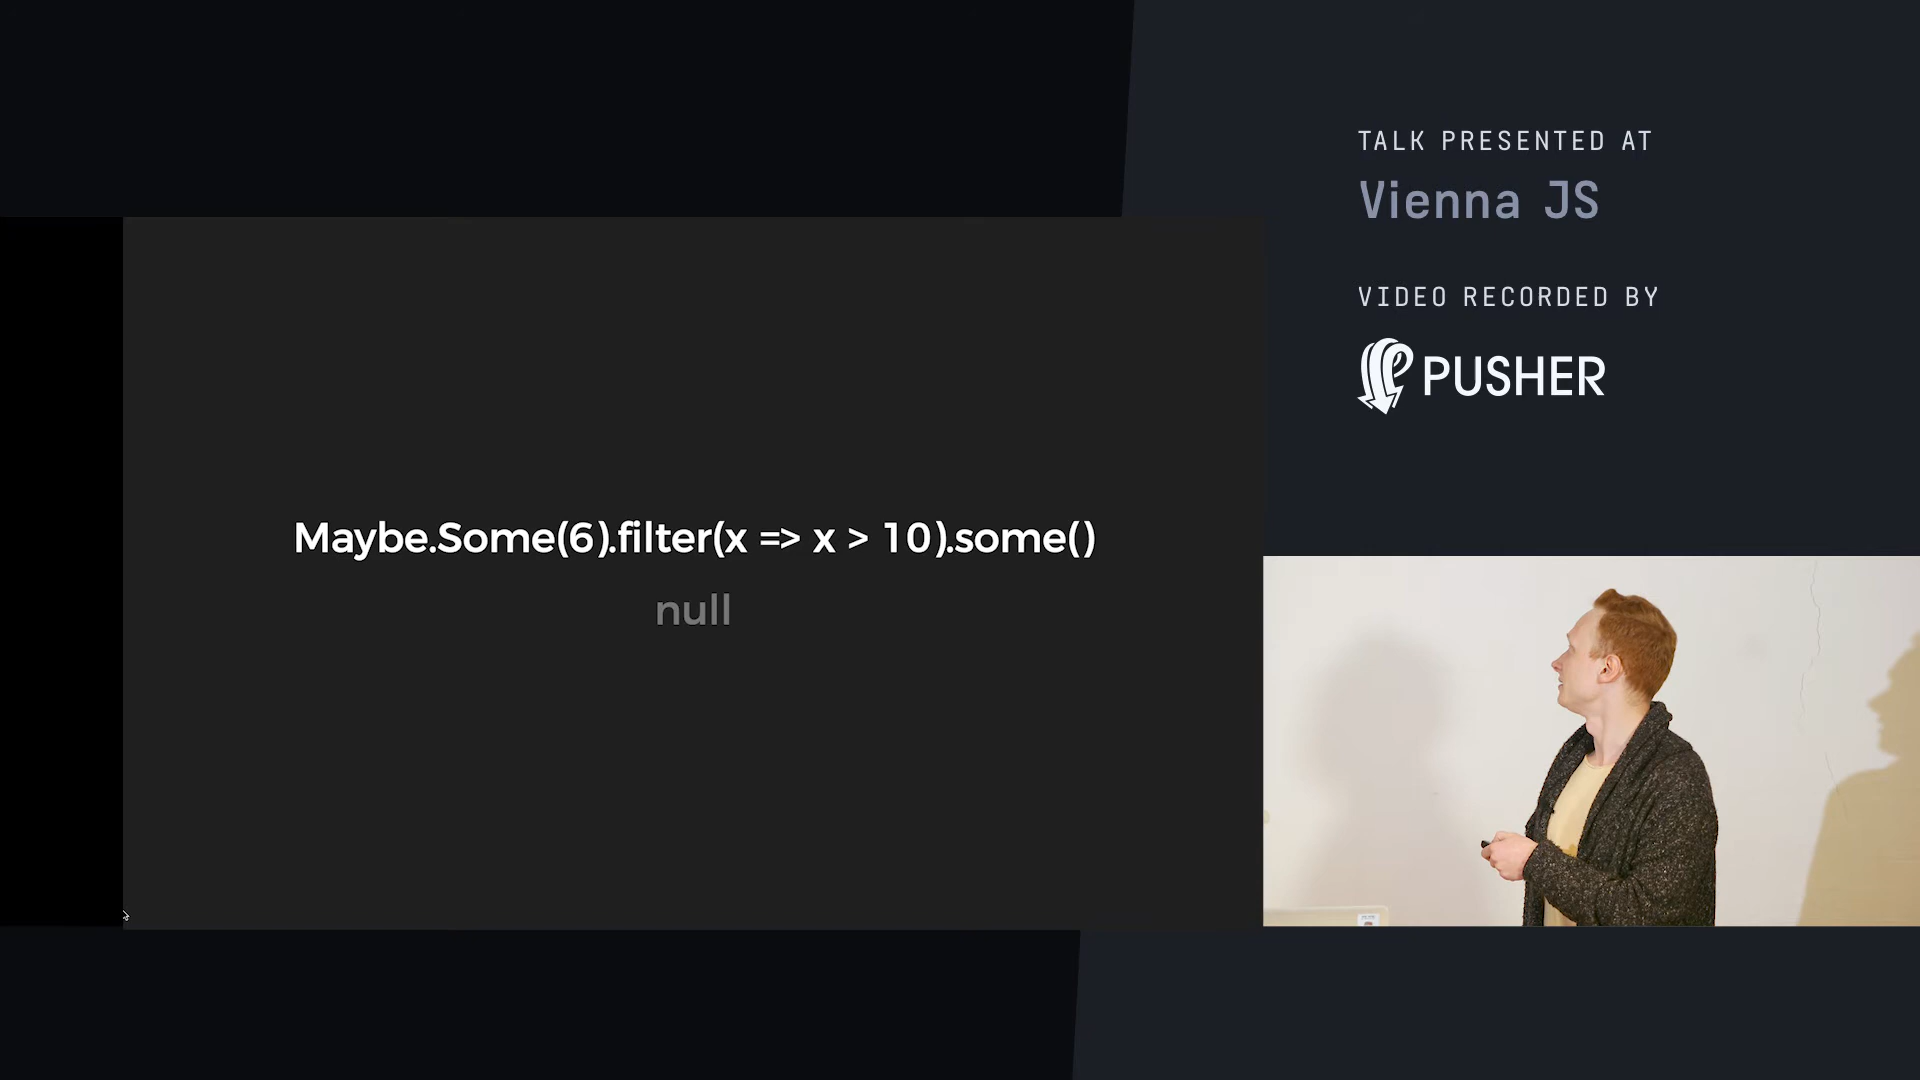 Maybe.Some(6).filter(x => x > 10).some()
null
TALK PRESENTED AT
Vienna JS
VIDEO RECORDED BY
PUSHER